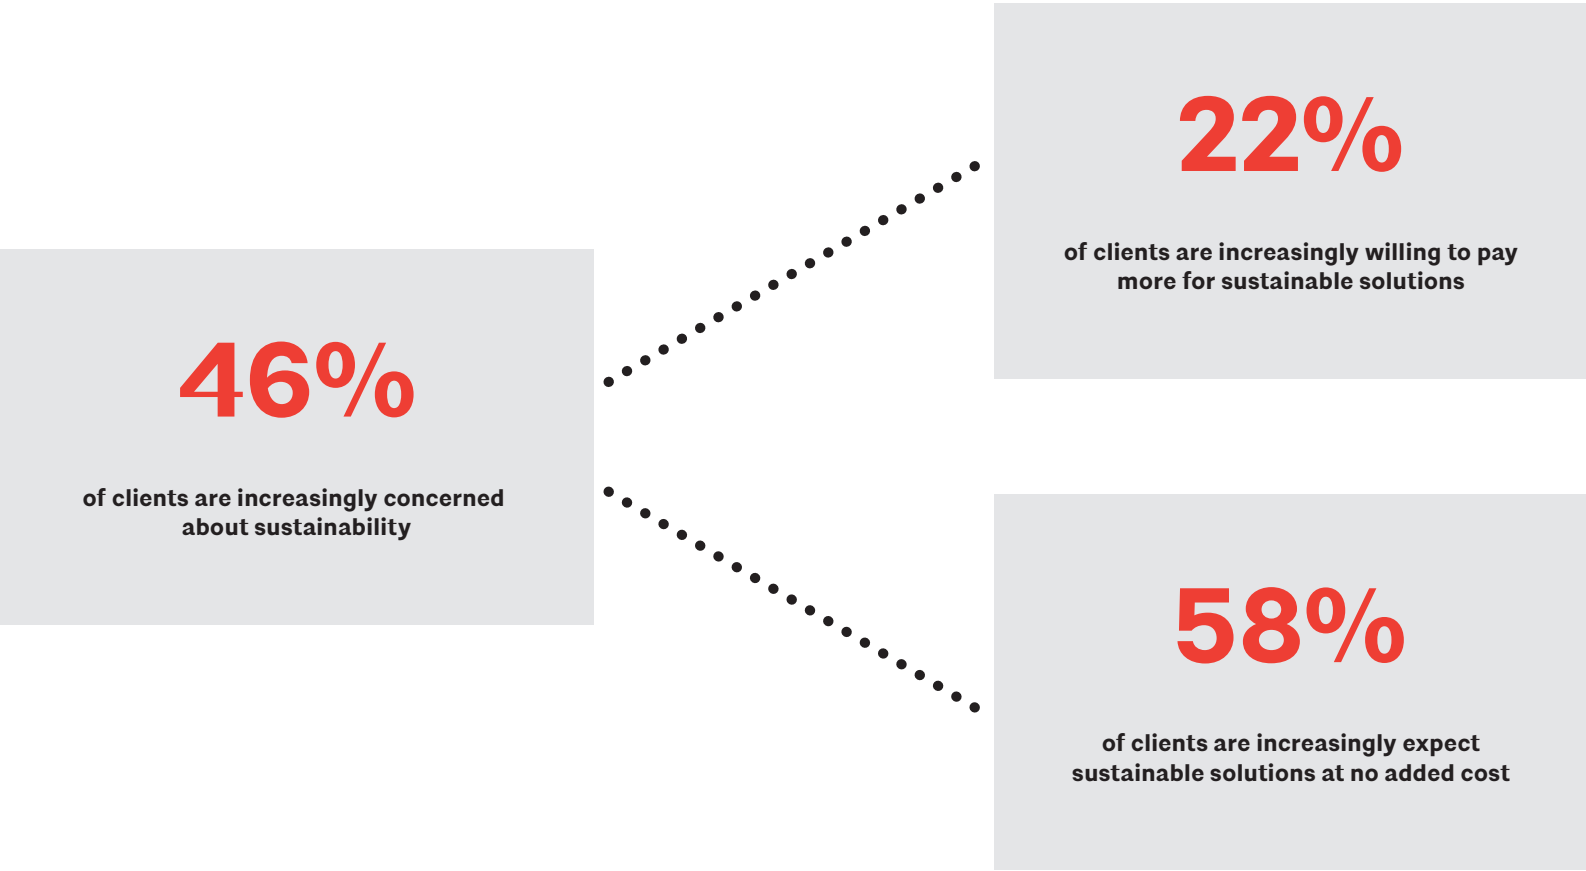 46%
of clients are increasingly concerned
about sustainability
22%
of clients are increasingly willing to pay
more for sustainable solutions
58%
of clients are increasingly expect
sustainable solutions at no added cost